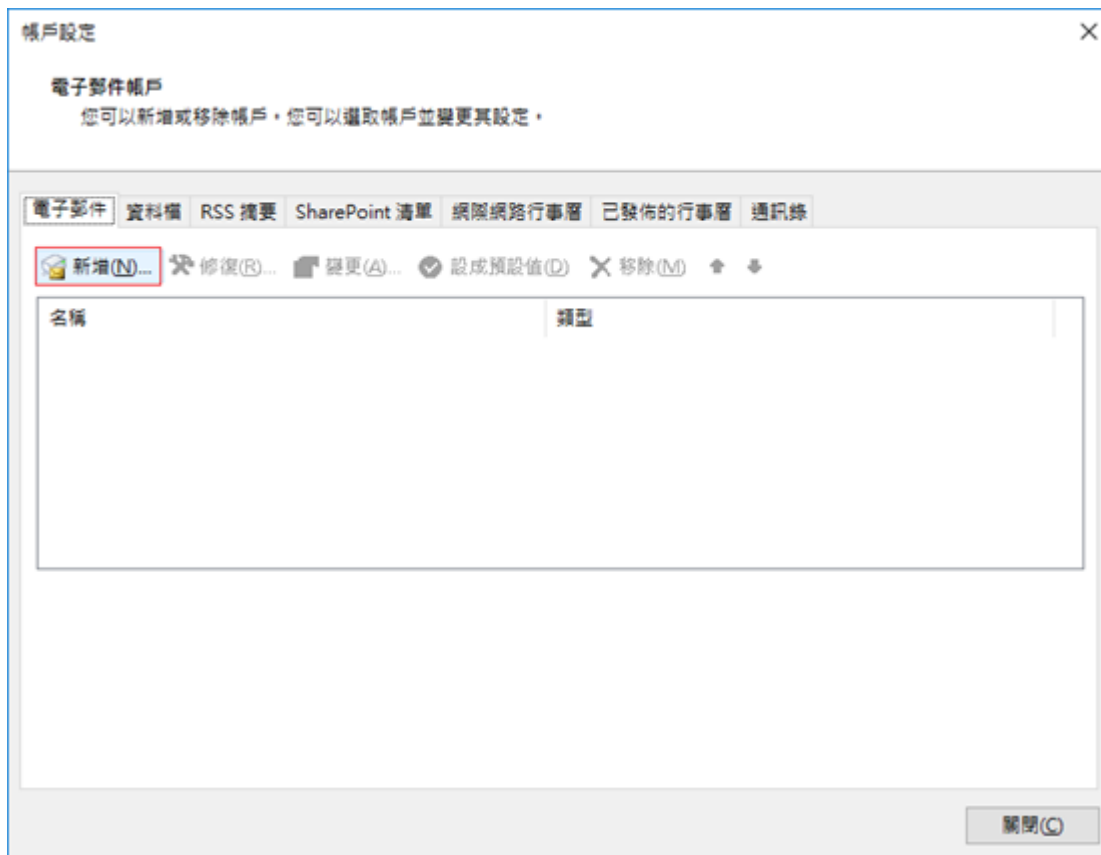 帳戶設定
電子郵件帳戶
您可以新增或移除帳戶。您可以選取帳戶並變更其設定。
電子郵件 資料檔 RSS 摘要 SharePoint 清單 網際網路行事曆 已發佈的行事曆 通訊錄
新增(N)... 修復(R)... 變更(A)... 設成預設值(D) 移除(M)
名稱 類型
關閉(C)